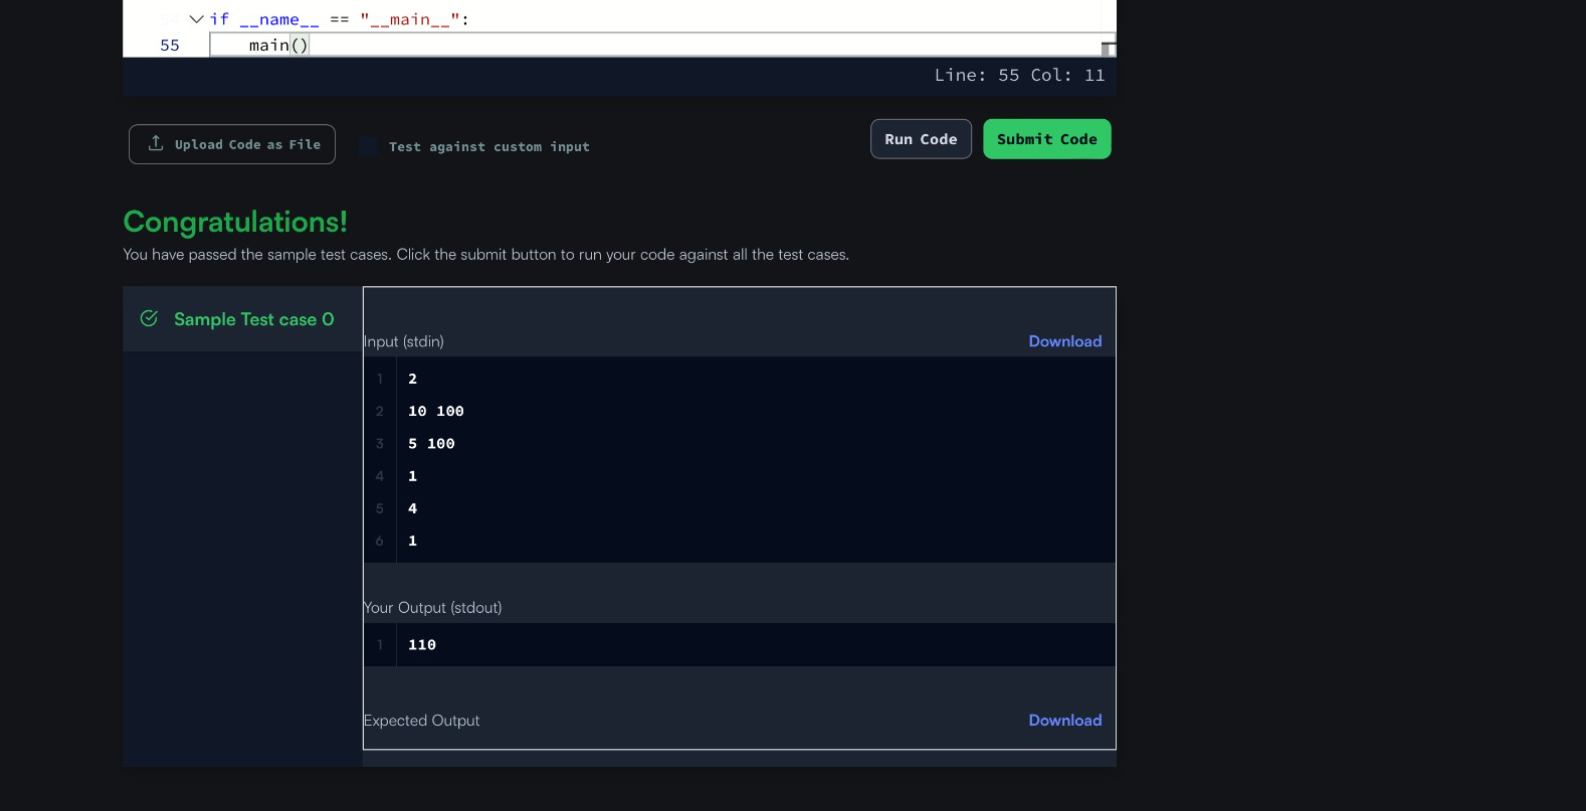 54 if __name__ == "__main__":
55 main()
Line: 55 Col: 11
Upload Code as File
Test against custom input
Run Code
Submit Code
Congratulations!
You have passed the sample test cases. Click the submit button to run your code against all the test cases.
Sample Test case 0
Input (stdin)
Download
1 2
2 10 100
3 5 100
4 1
5 4
6 1
Your Output (stdout)
1 110
Expected Output
Download